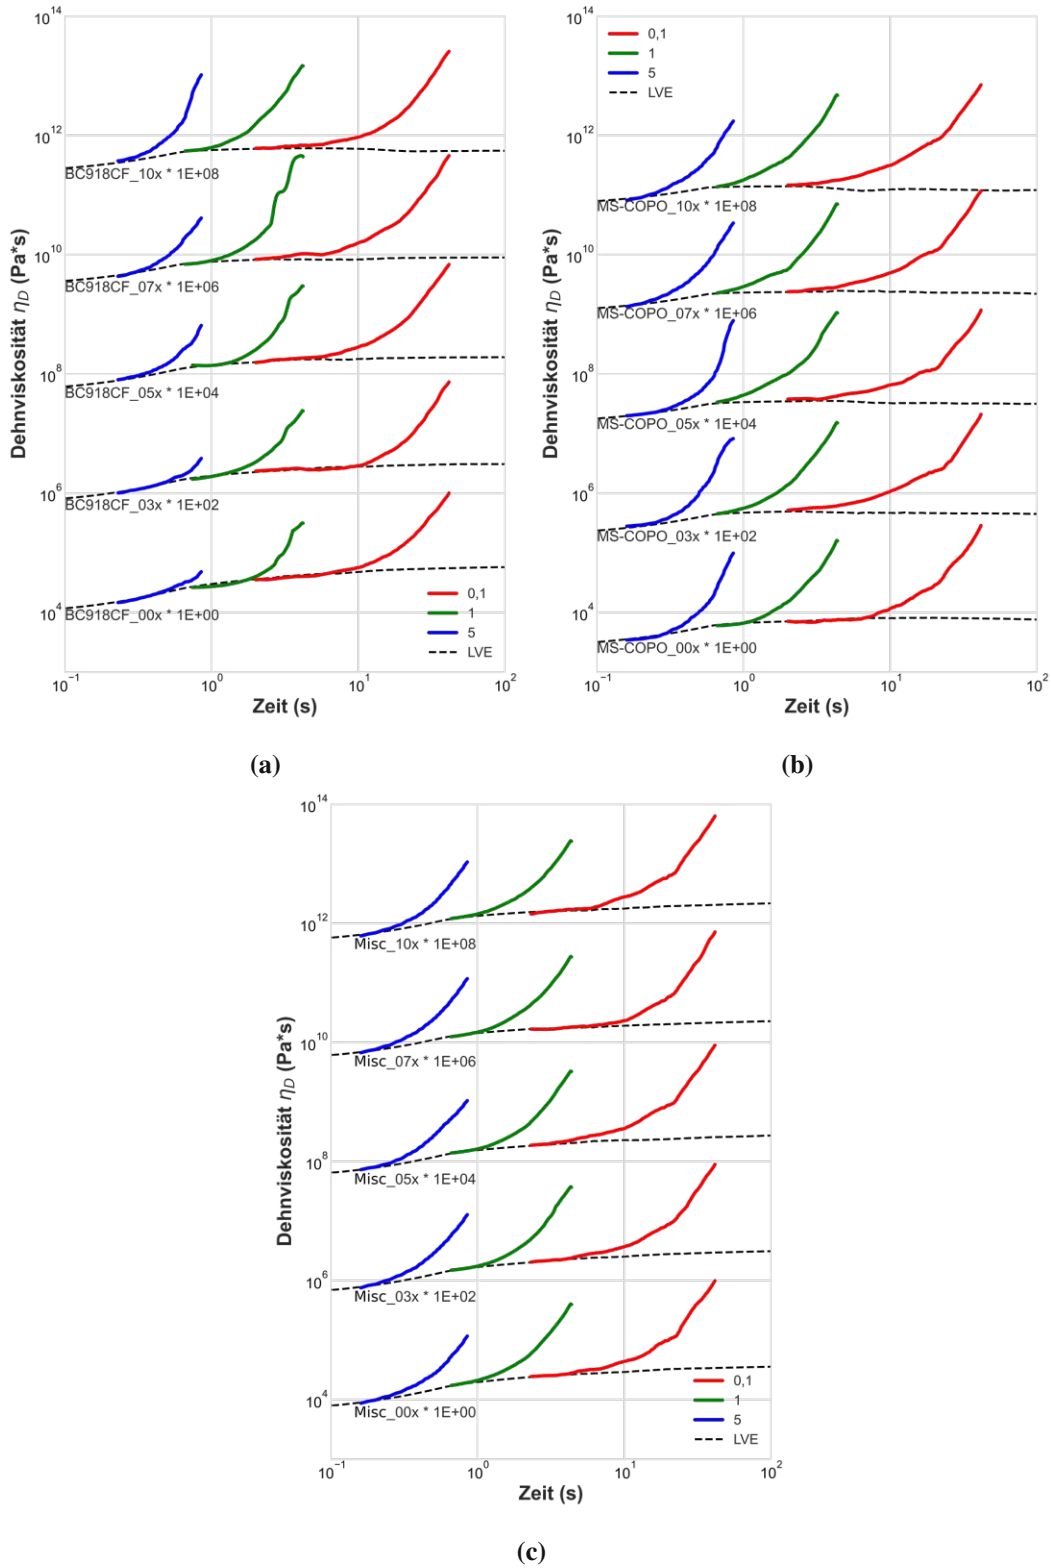 10^14
10^12
10^10
10^8
10^6
10^4
Dehnviskosität η_D (Pa*s)
BC918CF_10x * 1E+08
BC918CF_07x * 1E+06
BC918CF_05x * 1E+04
BC918CF_03x * 1E+02
BC918CF_00x * 1E+00
0,1
1
5
LVE
10^-1
10^0
10^1
10^2
Zeit (s)
(a)
10^14
10^12
10^10
10^8
10^6
10^4
Dehnviskosität η_D (Pa*s)
0,1
1
5
LVE
MS-COPO_10x * 1E+08
MS-COPO_07x * 1E+06
MS-COPO_05x * 1E+04
MS-COPO_03x * 1E+02
MS-COPO_00x * 1E+00
10^-1
10^0
10^1
10^2
Zeit (s)
(b)
10^14
10^12
10^10
10^8
10^6
10^4
Dehnviskosität η_D (Pa*s)
Misc_10x * 1E+08
Misc_07x * 1E+06
Misc_05x * 1E+04
Misc_03x * 1E+02
Misc_00x * 1E+00
0,1
1
5
LVE
10^-1
10^0
10^1
10^2
Zeit (s)
(c)